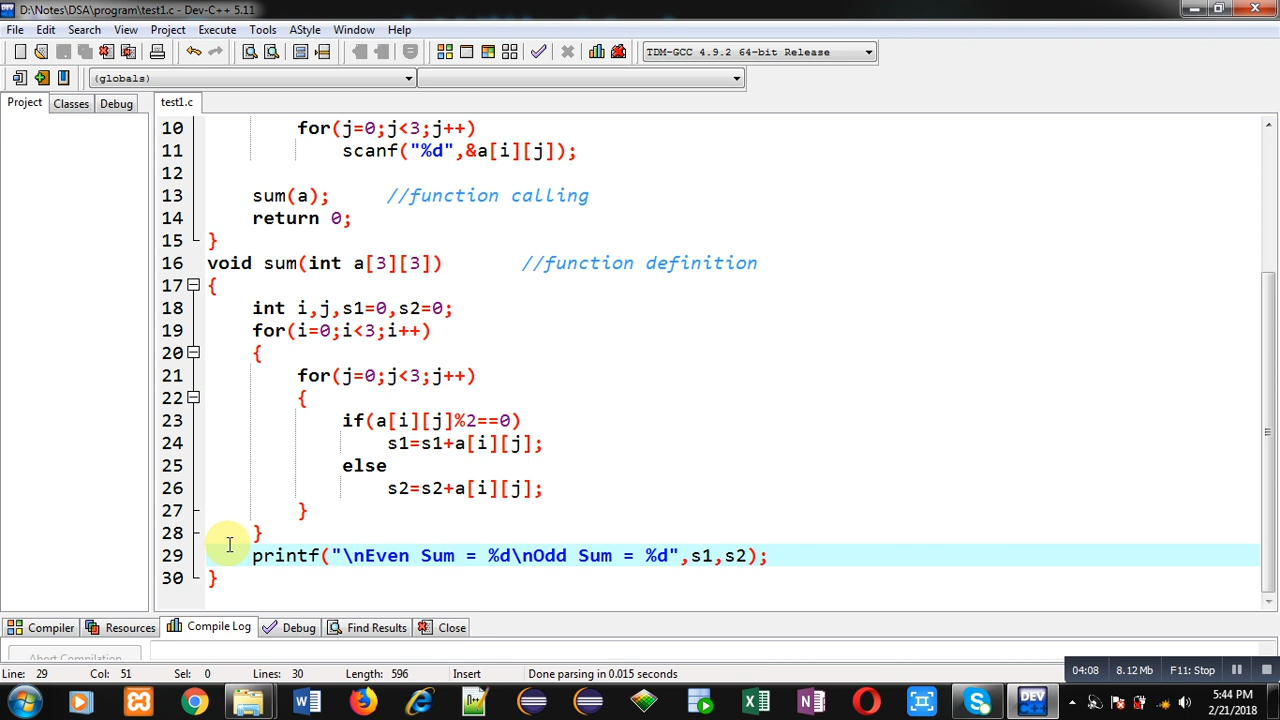 D:\Notes\DSA\program\test1.c - Dev-C++ 5.11
File Edit Search View Project Execute Tools AStyle Window Help
TDM-GCC 4.9.2 64-bit Release
(globals)
Project Classes Debug
test1.c
10 for(j=0;j<3;j++)
11 scanf("%d",&a[i][j]);
12
13 sum(a); //function calling
14 return 0;
15 }
16 void sum(int a[3][3]) //function definition
17 {
18 int i,j,s1=0,s2=0;
19 for(i=0;i<3;i++)
20 {
21 for(j=0;j<3;j++)
22 {
23 if(a[i][j]%2==0)
24 s1=s1+a[i][j];
25 else
26 s2=s2+a[i][j];
27 }
28 }
29 printf("\nEven Sum = %d\nOdd Sum = %d",s1,s2);
30 }
Compiler Resources Compile Log Debug Find Results Close
Abort Compilation
Line: 29 Col: 51 Sel: 0 Lines: 30 Length: 596 Insert Done parsing in 0.015 seconds
04:08 8.12 Mb F11: Stop
5:44 PM
2/21/2018